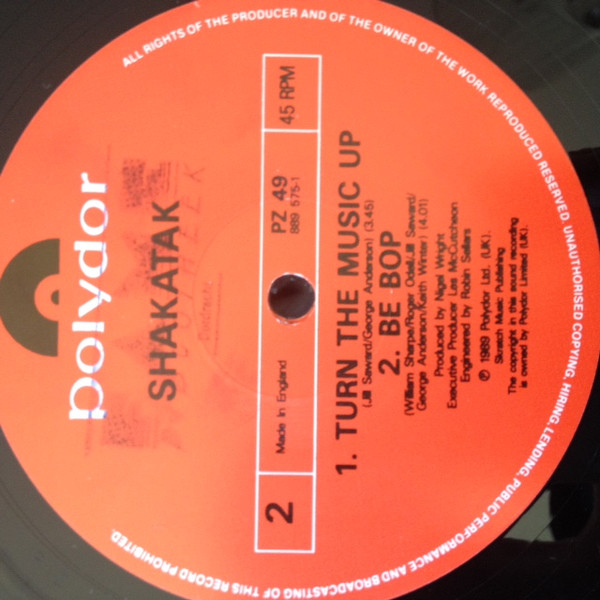 ALL RIGHTS OF THE PRODUCER AND OF THE OWNER OF THE WORK REPRODUCED RESERVED. UNAUTHORISED COPYING, HIRING, LENDING, PUBLIC PERFORMANCE AND BROADCASTING OF THIS RECORD PROHIBITED.
polydor
SHAKATAK
2
Made in England
PZ 49
889 575-1
45 RPM
1. TURN THE MUSIC UP
(Jill Saward/George Anderson) (3.45)
2. BE BOP
(William Sharpe/Roger Odell/Jill Saward/
George Anderson/Keith Winter) (4.01)
Produced by Nigel Wright
Executive Producer Les McCutcheon
Engineered by Robin Sellars
℗ 1989 Polydor Ltd. (UK).
Skratch Music Publishing
The copyright in this sound recording
is owned by Polydor Limited (UK).